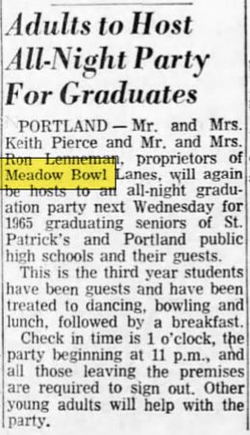 Adults to Host
All-Night Party
For Graduates
PORTLAND — Mr. and Mrs.
Keith Pierce and Mr. and Mrs.
Ron Lenneman, proprietors of
Meadow Bowl Lanes, will again
be hosts to an all-night gradu-
ation party next Wednesday for
1965 graduating seniors of St.
Patrick's and Portland public
high schools and their guests.
This is the third year students
have been guests and have been
treated to dancing, bowling and
lunch, followed by a breakfast.
Check in time is 1 o'clock, the
party beginning at 11 p.m., and
all those leaving the premises
are required to sign out. Other
young adults will help with the
party.